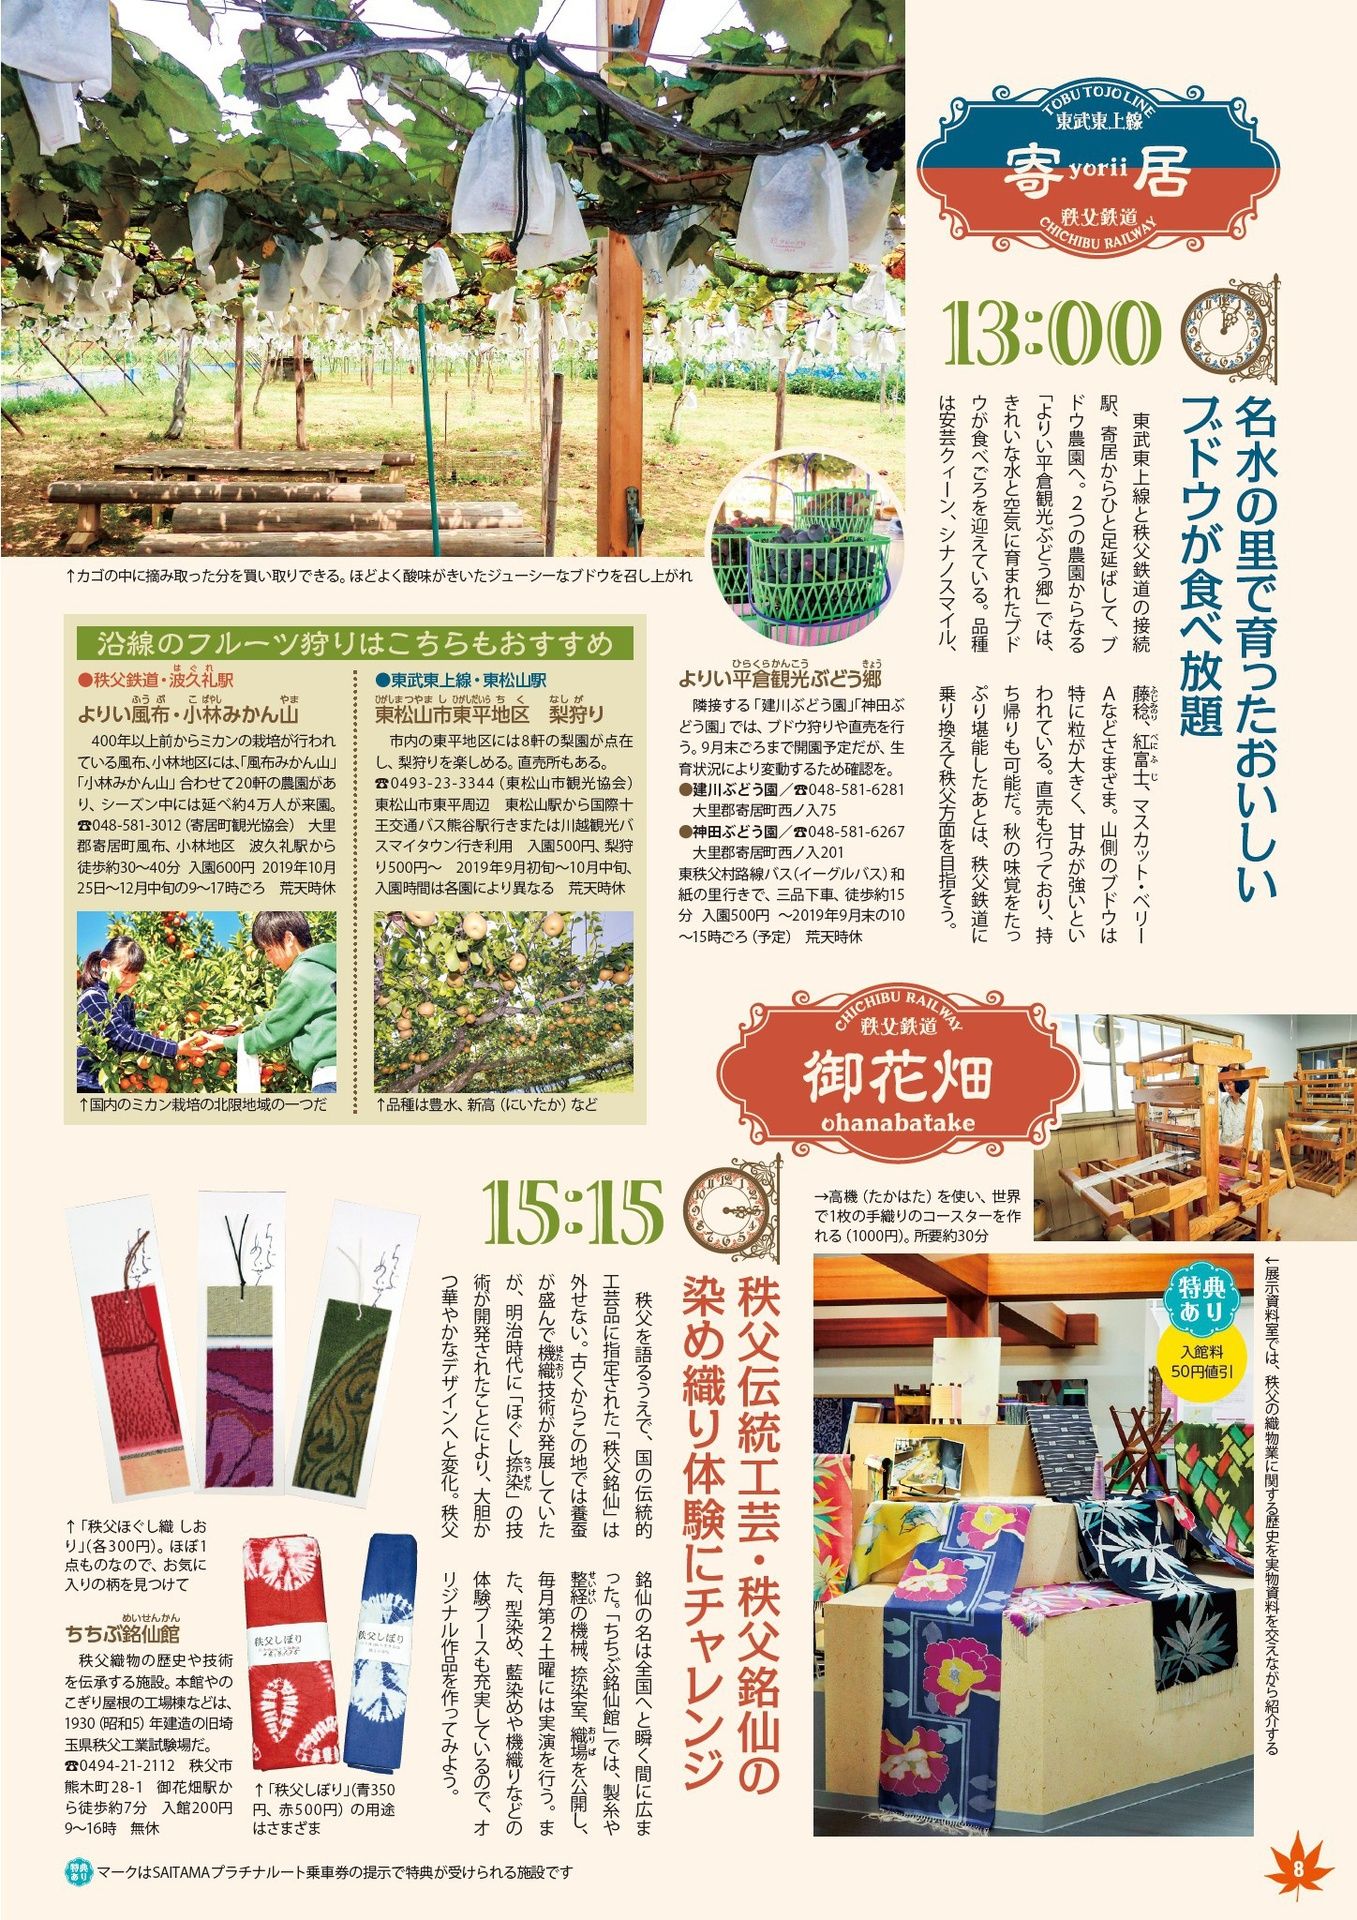 TOBU TOJO LINE
東武東上線
寄居
yorii
秩父鉄道
CHICHIBU RAILWAY
13:00
名水の里で育ったおいしい
ブドウが食べ放題
東武東上線と秩父鉄道の接続
駅、寄居からひと足延ばして、ブ
ドウ農園へ。2つの農園からなる
「よりい平倉観光ぶどう郷」では、
きれいな水と空気に育まれたブド
ウが食べごろを迎えている。品種
は安芸クィーン、シナノスマイル、
藤稔、紅富士、マスカット・ベリー
Aなどさまざま。山側のブドウは
特に粒が大きく、甘みが強いとい
われている。直売も行っており、持
ち帰りも可能だ。秋の味覚をたっ
ぷり堪能したあとは、秩父鉄道に
乗り換えて秩父方面を目指そう。
↑カゴの中に摘み取った分を買い取りできる。ほどよく酸味がきいたジューシーなブドウを召し上がれ
よりい平倉観光ぶどう郷
隣接する「建川ぶどう園」「神田ぶ
どう園」では、ブドウ狩りや直売を行
う。9月末ごろまで開園予定だが、生
育状況により変動するため確認を。
●建川ぶどう園／☎048-581-6281
大里郡寄居町西ノ入75
●神田ぶどう園／☎048-581-6267
大里郡寄居町西ノ入201
東秩父村路線バス(イーグルバス)和
紙の里行きで、三品下車、徒歩約15
分 入園500円 ～2019年9月末の10
～15時ごろ(予定) 荒天時休
沿線のフルーツ狩りはこちらもおすすめ
●秩父鉄道・波久礼駅
よりい風布・小林みかん山
400年以上前からミカンの栽培が行われ
ている風布、小林地区には、「風布みかん山」
「小林みかん山」合わせて20軒の農園があ
り、シーズン中には延べ約4万人が来園。
☎048-581-3012(寄居町観光協会) 大里
郡寄居町風布、小林地区 波久礼駅から
徒歩約30～40分 入園600円 2019年10月
25日～12月中旬の9～17時ごろ 荒天時休
↑国内のミカン栽培の北限地域の一つだ
●東武東上線・東松山駅
東松山市東平地区 梨狩り
市内の東平地区には8軒の梨園が点在
し、梨狩りを楽しめる。直売所もある。
☎0493-23-3344(東松山市観光協会)
東松山市東平周辺 東松山駅から国際十
王交通バス熊谷駅行きまたは川越観光バ
スマイタウン行き利用 入園500円、梨狩
り500円～ 2019年9月初旬～10月中旬、
入園時間は各園により異なる 荒天時休
↑品種は豊水、新高(にいたか)など
CHICHIBU RAILWAY
秩父鉄道
御花畑
ohanabatake
→高機(たかはた)を使い、世界
で1枚の手織りのコースターを作
れる(1000円)。所要約30分
15:15
秩父伝統工芸・秩父銘仙の
染め織り体験にチャレンジ
秩父を語るうえで、国の伝統的
工芸品に指定された「秩父銘仙」は
外せない。古くからこの地では養蚕
が盛んで機織技術が発展していた
が、明治時代に「ほぐし捺染」の技
術が開発されたことにより、大胆か
つ華やかなデザインへと変化。秩父
銘仙の名は全国へと瞬く間に広ま
った。「ちちぶ銘仙館」では、製糸や
整経の機械、捺染室、織場を公開し、
毎月第2土曜には実演を行う。ま
た、型染め、藍染めや機織りなどの
体験ブースも充実しているので、オ
リジナル作品を作ってみよう。
特典
あり
入館料
50円値引
←展示資料室では、秩父の織物業に関する歴史を実物資料を交えながら紹介する
↑「秩父ほぐし織 しお
り」(各300円)。ほぼ1
点ものなので、お気に
入りの柄を見つけて
ちちぶ銘仙館
秩父織物の歴史や技術
を伝承する施設。本館やの
こぎり屋根の工場棟などは、
1930(昭和5)年建造の旧埼
玉県秩父工業試験場だ。
☎0494-21-2112 秩父市
熊木町28-1 御花畑駅か
ら徒歩約7分 入館200円
9～16時 無休
秩父しぼり
秩父しぼり
↑「秩父しぼり」(青350
円、赤500円)の用途
はさまざま
特典
あり
マークはSAITAMAプラチナルート乗車券の提示で特典が受けられる施設です
8